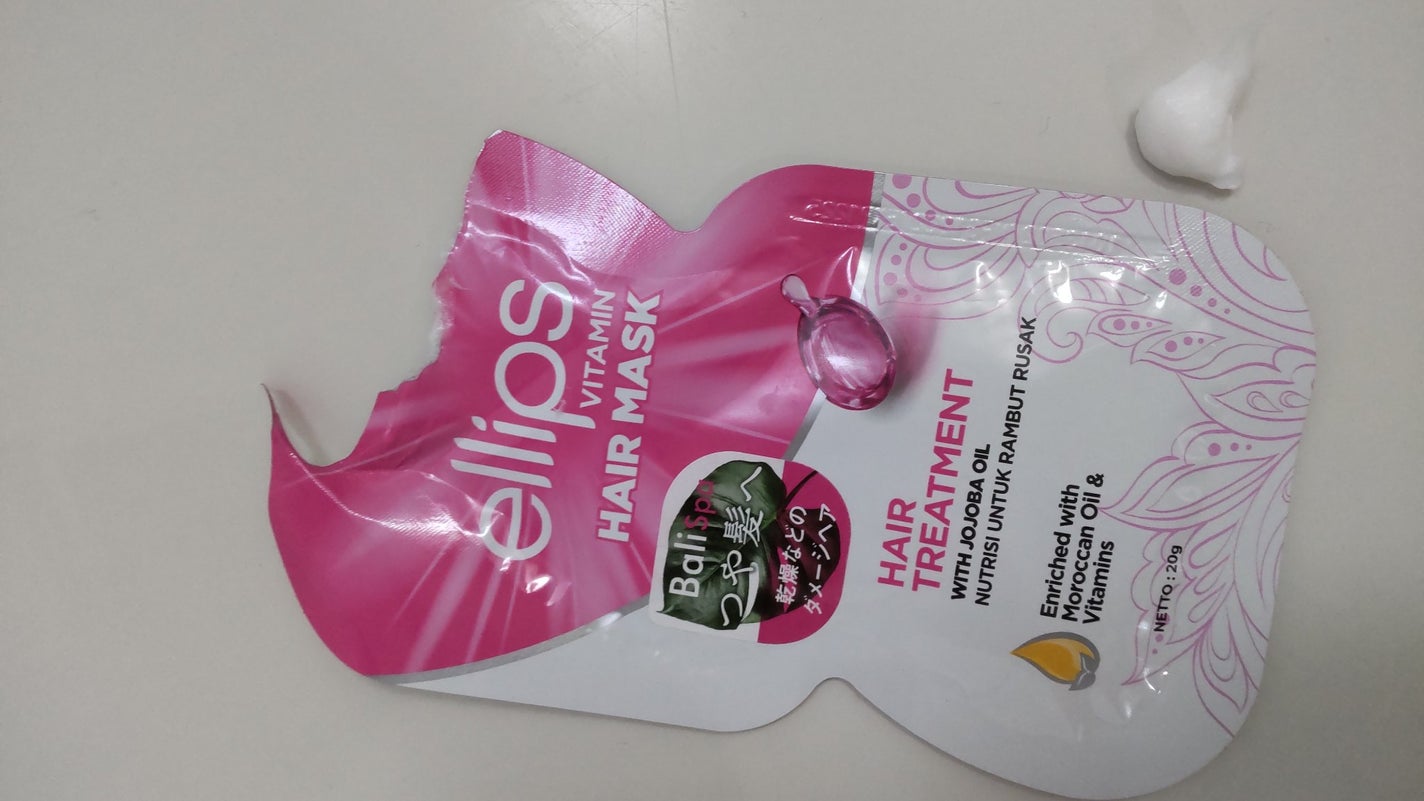 ellips
VITAMIN
HAIR MASK
Bali Spa
つや髪へ
乾燥などの
ダメージヘア
HAIR
TREATMENT
WITH JOJOBA OIL
NUTRISI UNTUK RAMBUT RUSAK
Enriched with
Moroccan Oil &
Vitamins
NETTO : 20g